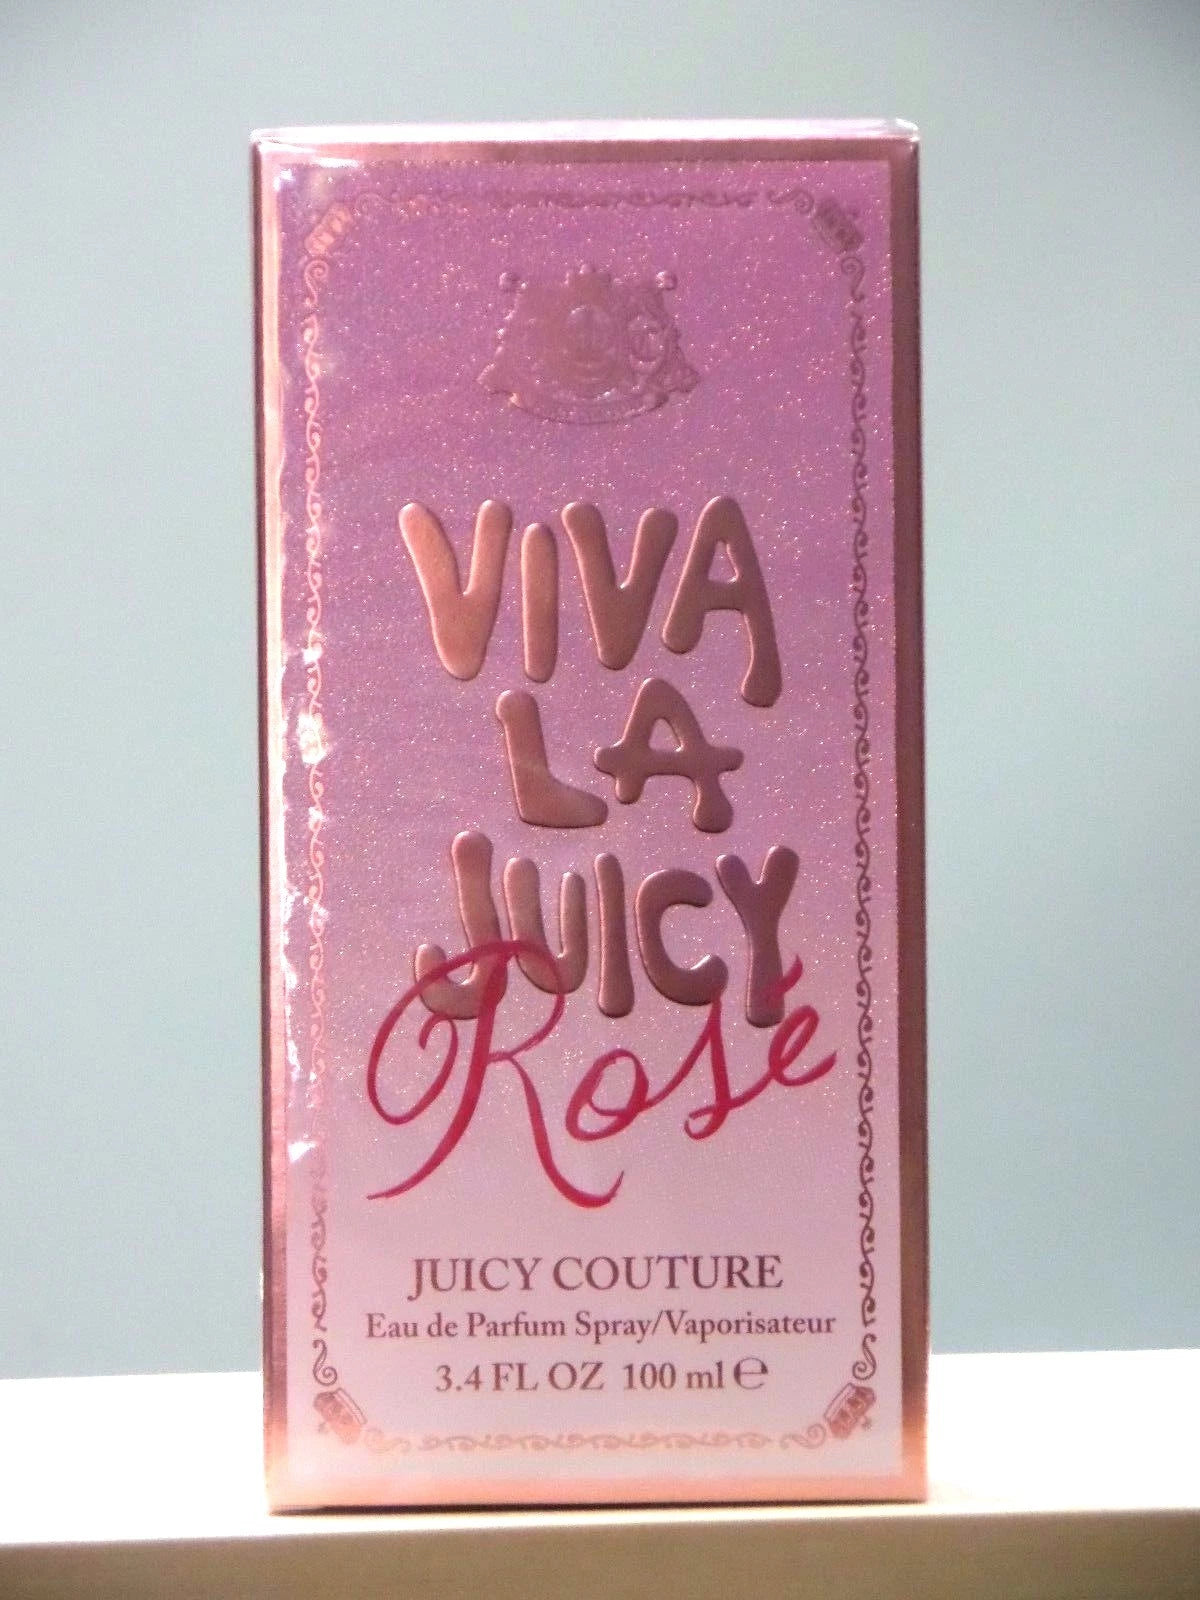 VIVA
LA
JUICY
Rosé
JUICY COUTURE
Eau de Parfum Spray/Vaporisateur
3.4 FL OZ 100 ml ℮